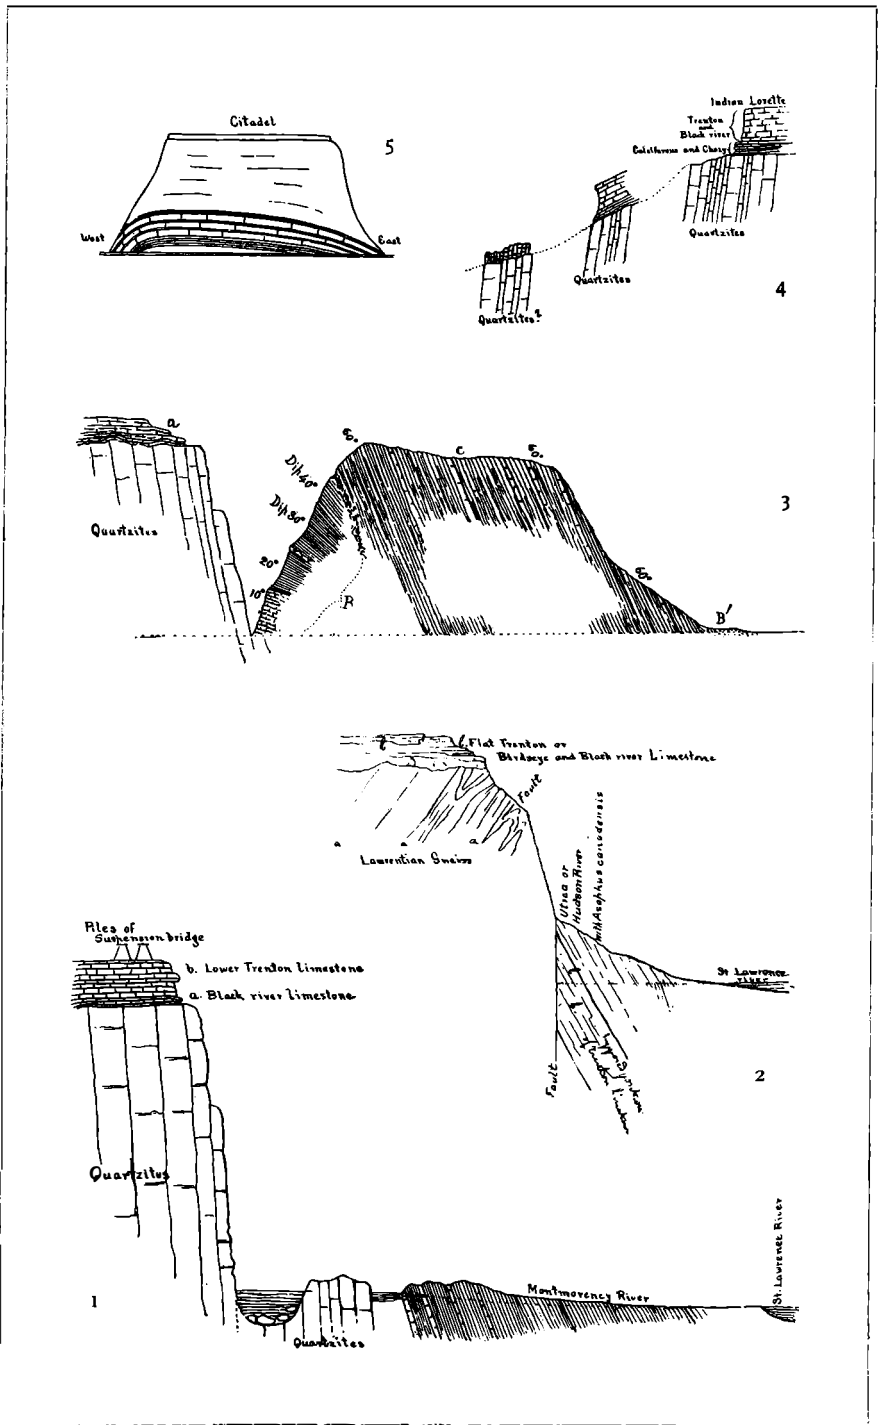 Citadel
5
West
East
Indian Lorette
Trenton
and
Black river
Calciferous and Chazy
Quartzites
Quartzites
Quartzites?
4
a
Quartzites
Dip 40°
Dip 30°
20°
10°
c
R
B'
3
b
b. Flat Trenton or
Birdseye and Black river Limestone
Fault
a
a
a
Lawrentian Gneiss
Utica or
Hudson River
with Asaphus canadensis
St Lawrence
river
Fault
2
Piles of
Suspension bridge
b. Lower Trenton limestone
a. Black river limestone
Quartzites
1
Quartzites
Montmorency River
St. Lawrence River